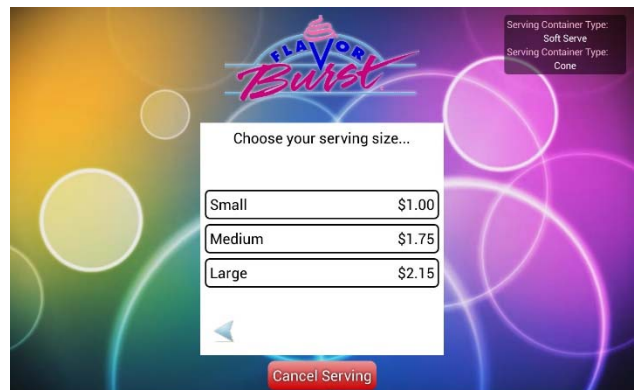 Serving Container Type:
Soft Serve
Serving Container Type:
Cone
FLAVOR
Burst
Choose your serving size...
Small $1.00
Medium $1.75
Large $2.15
Cancel Serving